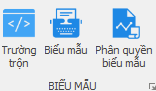 Trường trộn
Biểu mẫu
Phân quyền biểu mẫu
BIỂU MẪU